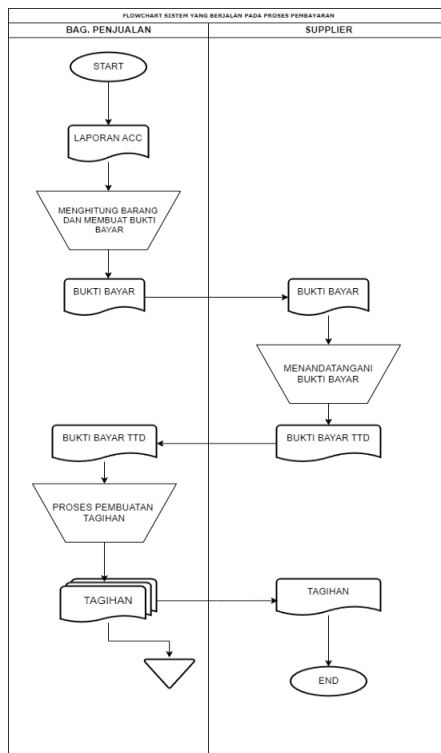 FLOWCHART SISTEM YANG BERJALAN PADA PROSES PEMBAYARAN
BAG. PENJUALAN
SUPPLIER
START
LAPORAN ACC
MENGHITUNG BARANG
DAN MEMBUAT BUKTI
BAYAR
BUKTI BAYAR
BUKTI BAYAR
MENANDATANGANI
BUKTI BAYAR
BUKTI BAYAR TTD
BUKTI BAYAR TTD
PROSES PEMBUATAN
TAGIHAN
TAGIHAN
TAGIHAN
END